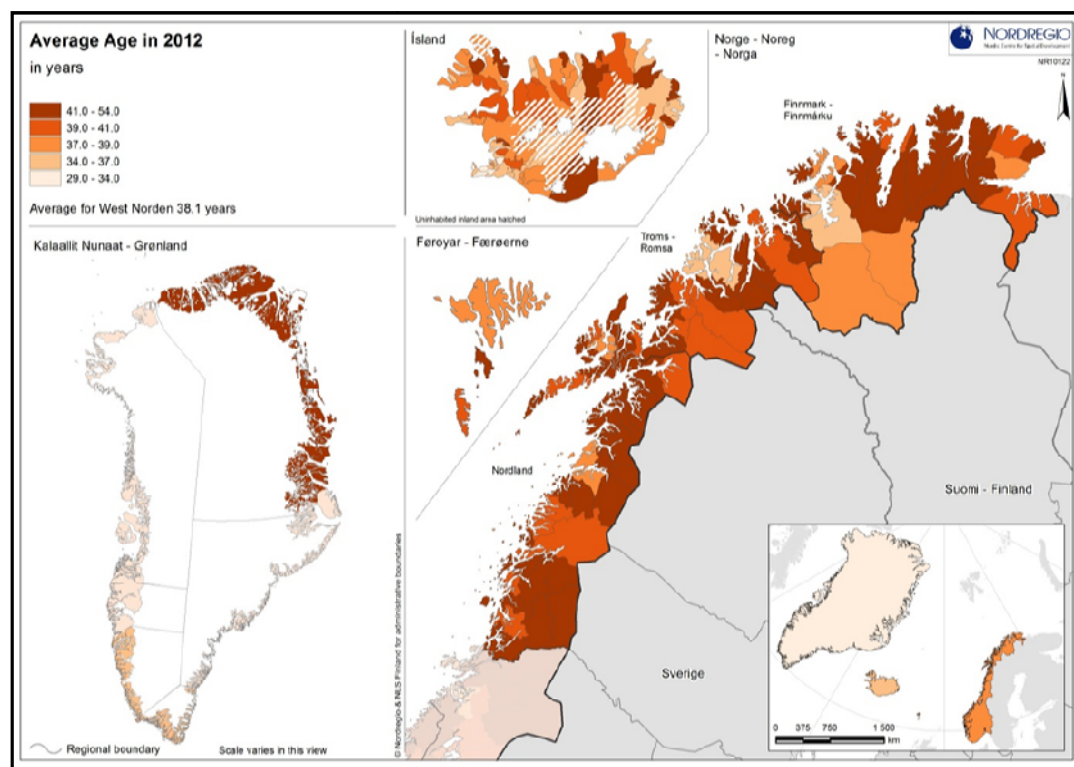 Average Age in 2012
in years
41.0 - 54.0
39.0 - 41.0
37.0 - 39.0
34.0 - 37.0
29.0 - 34.0
Average for West Norden 38.1 years
Kalaallit Nunaat - Grønland
Regional boundary
Scale varies in this view
Ísland
Uninhabited inland area hatched
Føroyar - Færøerne
Norge - Noreg
- Norga
NORDREGIO
Nordic Centre for Spatial Development
NR10122
N
Finnmark -
Finnmárku
Troms -
Romsa
Nordland
Suomi - Finland
Sverige
© Nordregio & NLS Finland for administrative boundaries
0 375 750 1 500
km